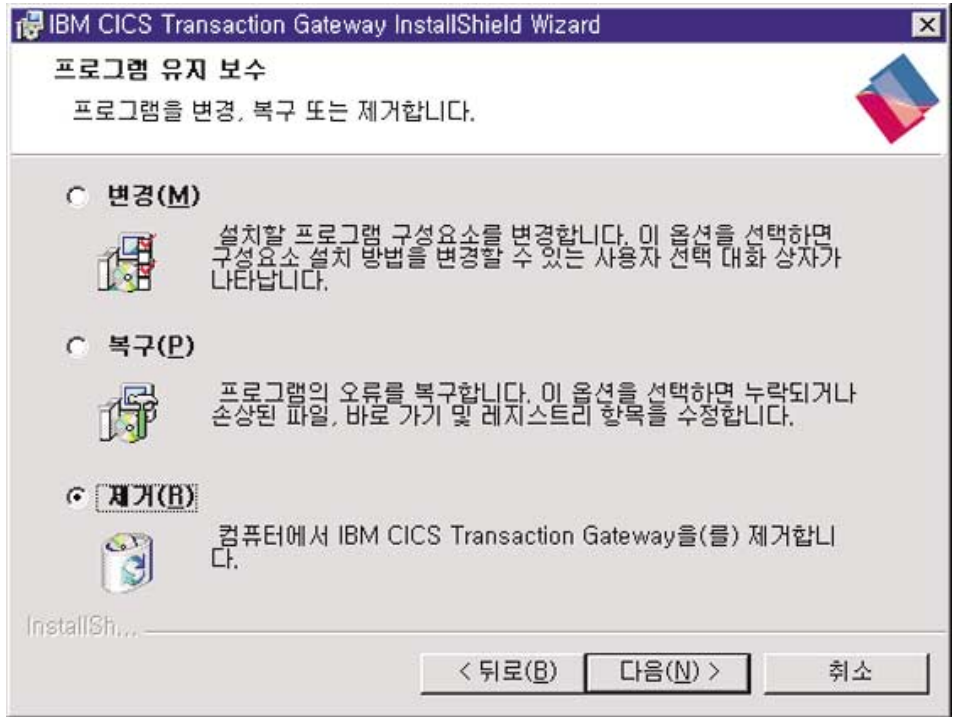 IBM CICS Transaction Gateway InstallShield Wizard
프로그램 유지 보수
프로그램을 변경, 복구 또는 제거합니다.
변경(M)
설치할 프로그램 구성요소를 변경합니다. 이 옵션을 선택하면
구성요소 설치 방법을 변경할 수 있는 사용자 선택 대화 상자가
나타납니다.
복구(P)
프로그램의 오류를 복구합니다. 이 옵션을 선택하면 누락되거나
손상된 파일, 바로 가기 및 레지스트리 항목을 수정합니다.
제거(R)
컴퓨터에서 IBM CICS Transaction Gateway을(를) 제거합니
다.
InstallSh...
< 뒤로(B)
다음(N) >
취소